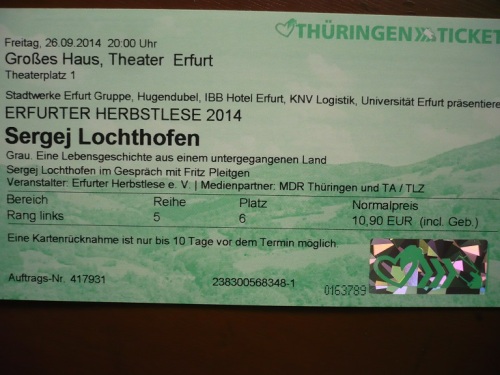 THÜRINGEN TICKET
Freitag, 26.09.2014 20:00 Uhr
Großes Haus, Theater Erfurt
Theaterplatz 1
Stadtwerke Erfurt Gruppe, Hugendubel, IBB Hotel Erfurt, KNV Logistik, Universität Erfurt präsentiere
ERFURTER HERBSTLESE 2014
Sergej Lochthofen
Grau. Eine Lebensgeschichte aus einem untergegangenen Land
Sergej Lochthofen im Gespräch mit Fritz Pleitgen
Veranstalter: Erfurter Herbstlese e. V. | Medienpartner: MDR Thüringen und TA / TLZ
Bereich Reihe Platz Normalpreis
Rang links 5 6 10,90 EUR (incl. Geb.)
Eine Kartenrücknahme ist nur bis 10 Tage vor dem Termin möglich
Auftrags-Nr. 417931 238300568348-1 0163789